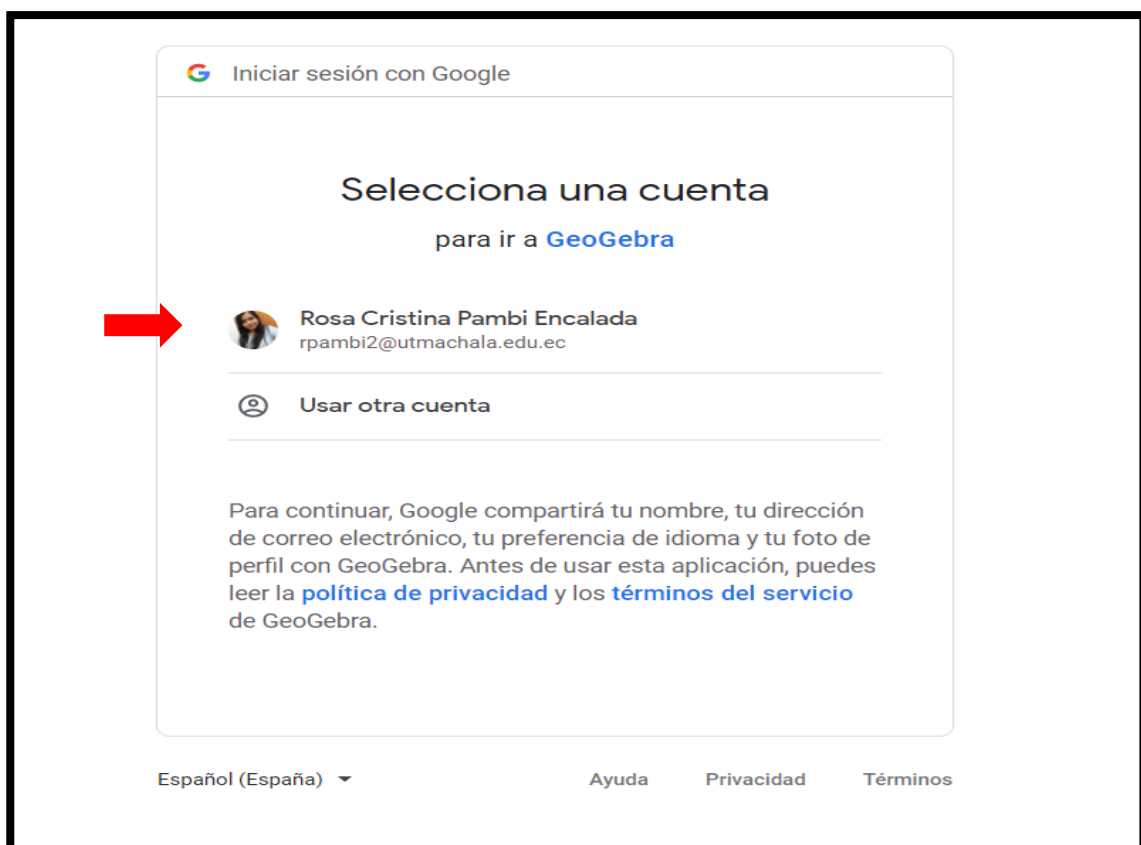 Iniciar sesión con Google
Selecciona una cuenta
para ir a GeoGebra
Rosa Cristina Pambi Encalada
rpambi2@utmachala.edu.ec
Usar otra cuenta
Para continuar, Google compartirá tu nombre, tu dirección
de correo electrónico, tu preferencia de idioma y tu foto de
perfil con GeoGebra. Antes de usar esta aplicación, puedes
leer la política de privacidad y los términos del servicio
de GeoGebra.
Español (España) Ayuda Privacidad Términos